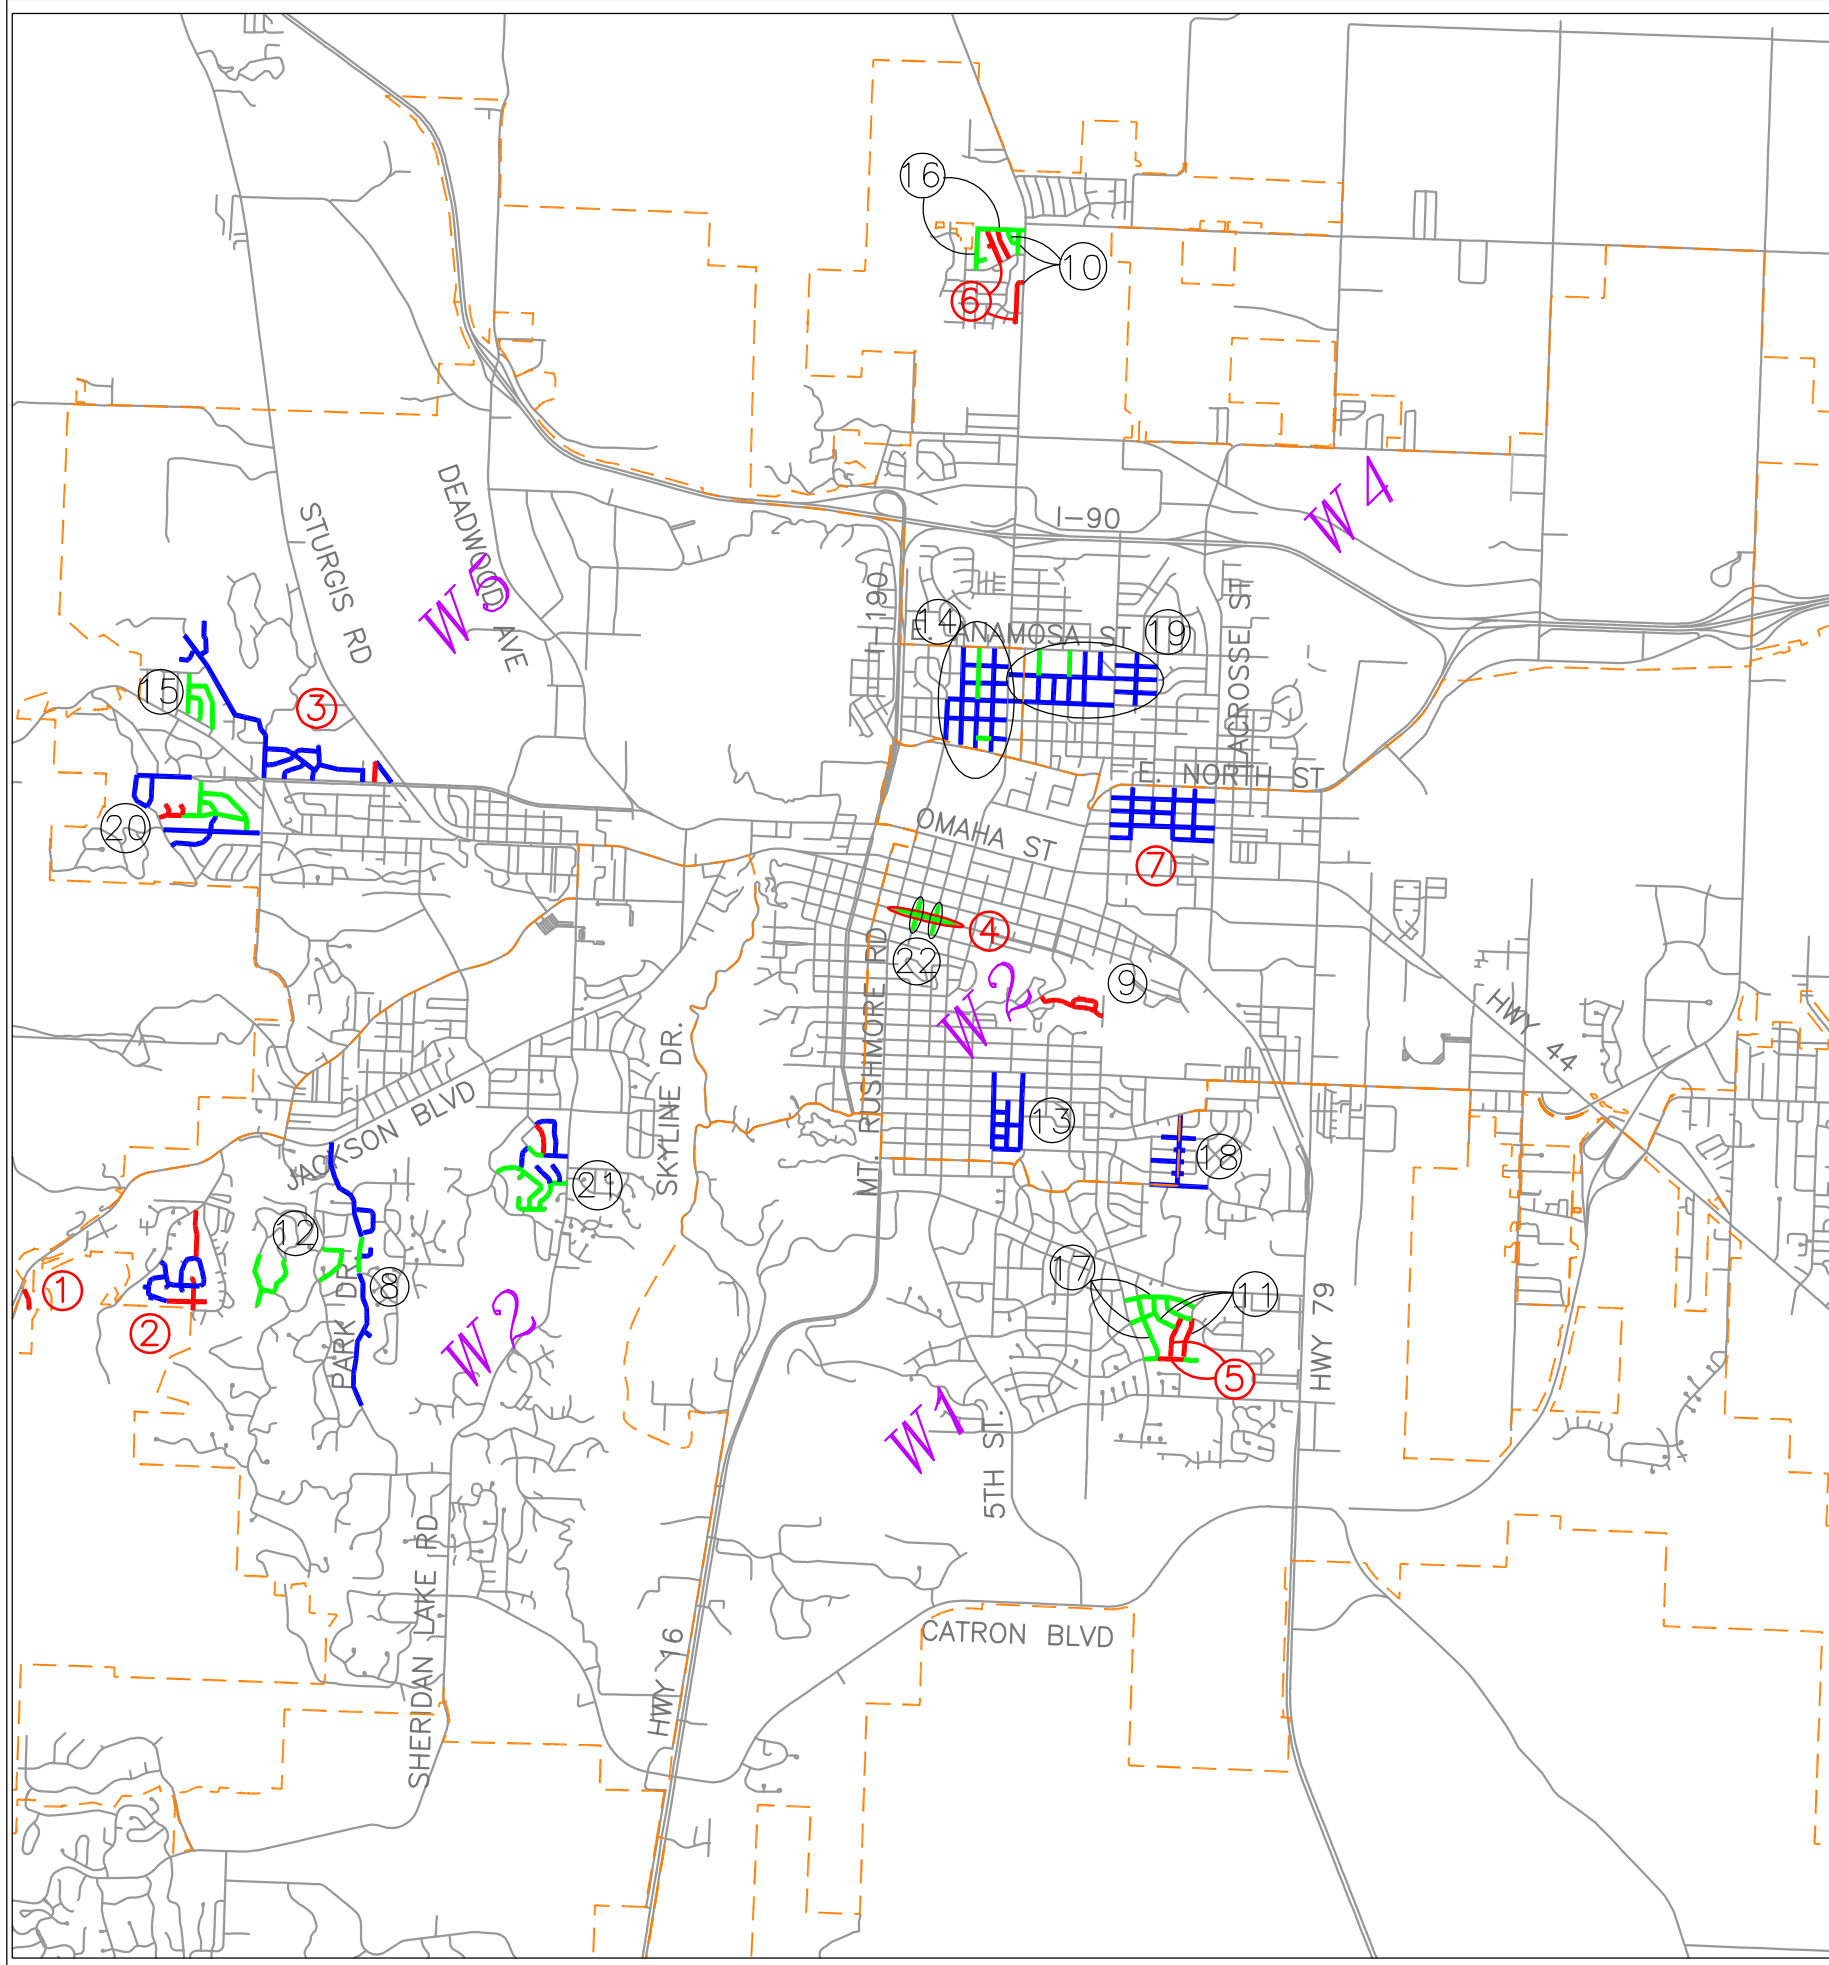 16
10
6
W 4
I-90
STURGIS RD
DEADWOOD AVE
W 5
I-190
14
E. ANAMOSA ST
19
LACROSSE ST
15
3
E. NORTH ST
20
OMAHA ST
7
4
22
9
W 2
HWY 44
MT. RUSHMORE RD
SKYLINE DR.
JACKSON BLVD
13
18
21
12
1
8
2
PARK DR.
W 2
17
11
5
HWY 79
W1
5TH ST.
SHERIDAN LAKE RD
CATRON BLVD
HWY 16